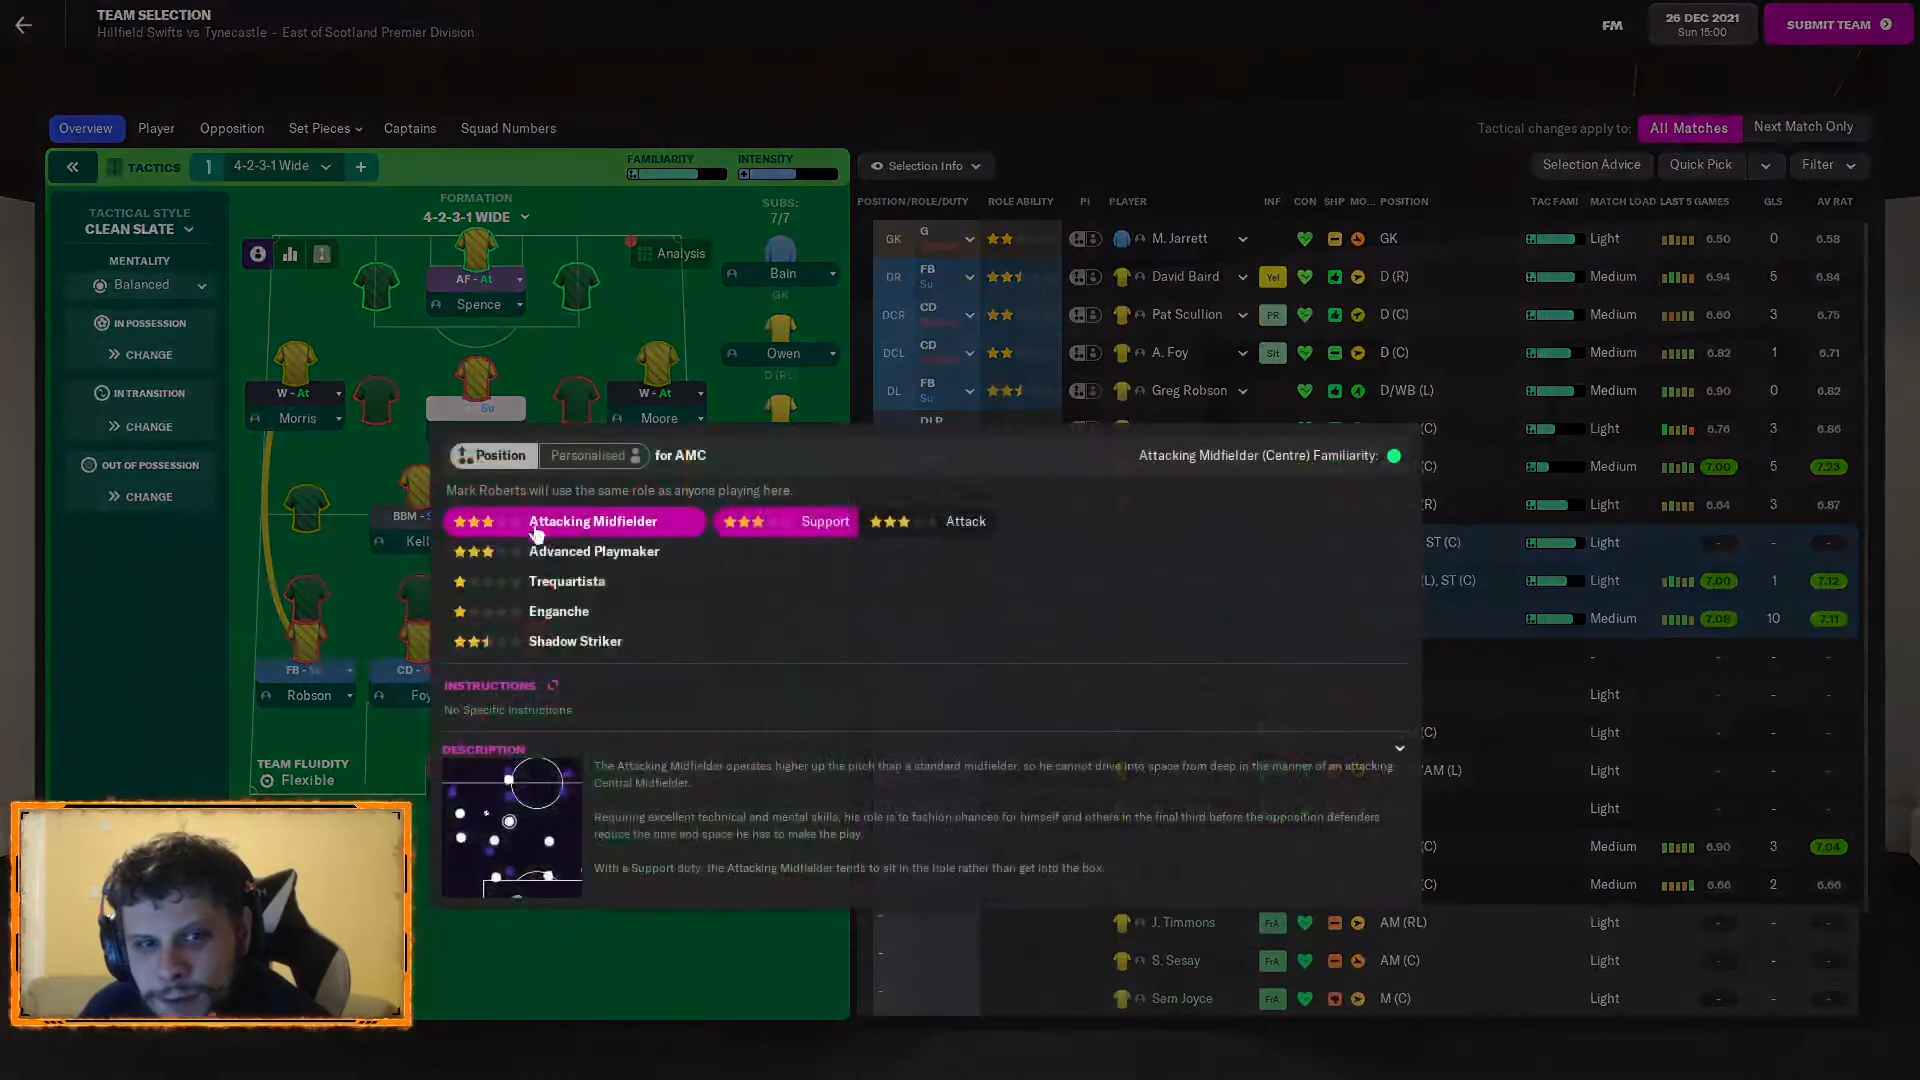 TEAM SELECTION
Hillfield Swifts vs Tynecastle - East of Scotland Premier Division
FM
26 DEC 2021
Sun 15:00
SUBMIT TEAM
Overview Player Opposition Set Pieces Captains Squad Numbers
Tactical changes apply to: All Matches Next Match Only
TACTICS 1 4-2-3-1 Wide +
FAMILIARITY INTENSITY
Selection Info
Selection Advice Quick Pick Filter
TACTICAL STYLE
CLEAN SLATE
MENTALITY
Balanced
IN POSSESSION
CHANGE
IN TRANSITION
CHANGE
OUT OF POSSESSION
CHANGE
FORMATION
4-2-3-1 WIDE
SUBS:
7/7
Analysis
AF - At
Spence
Bain
GK
Owen
W - At
Morris
Su
W - At
Moore
BBM -
Kell
FB -
Robson
CD -
Foy
TEAM FLUIDITY
Flexible
POSITION/ROLE/DUTY ROLE ABILITY PI PLAYER INF CON SHP MO... POSITION TAC FAMI MATCH LOAD LAST 5 GAMES GLS AV RAT
GK G M. Jarrett GK Light 6.50 0 6.58
DR FB Su David Baird Yel D (R) Medium 6.94 5 6.84
DCR CD Pat Scullion PR D (C) Medium 6.60 3 6.75
DCL CD A. Foy Sit D (C) Medium 6.82 1 6.71
DL FB Su Greg Robson D/WB (L) Medium 6.90 0 6.82
DLP (C) Light 6.76 3 6.86
(C) Medium 7.00 5 7.23
(R) Light 6.64 3 6.87
ST (C) Light - - -
(L), ST (C) Light 7.00 1 7.12
Medium 7.08 10 7.11
- - -
Light - - -
(C) Light - - -
AM (L) Light - - -
Light - - -
(C) Light 6.90 3 7.04
(C) Medium 6.66 2 6.66
- J. Timmons FrA AM (RL) Light - - -
- S. Sesay FrA AM (C) Light - - -
- Sam Joyce FrA M (C) Light - - -
Position Personalised for AMC
Attacking Midfielder (Centre) Familiarity:
Mark Roberts will use the same role as anyone playing here.
Attacking Midfielder Support Attack
Advanced Playmaker
Trequartista
Enganche
Shadow Striker
INSTRUCTIONS
No Specific Instructions
DESCRIPTION
The Attacking Midfielder operates higher up the pitch than a standard midfielder, so he cannot drive into space from deep in the manner of an attacking
Central Midfielder.
Requiring excellent technical and mental skills, his role is to fashion chances for himself and others in the final third before the opposition defenders
reduce the time and space he has to make the play.
With a Support duty, the Attacking Midfielder tends to sit in the hole rather than get into the box.